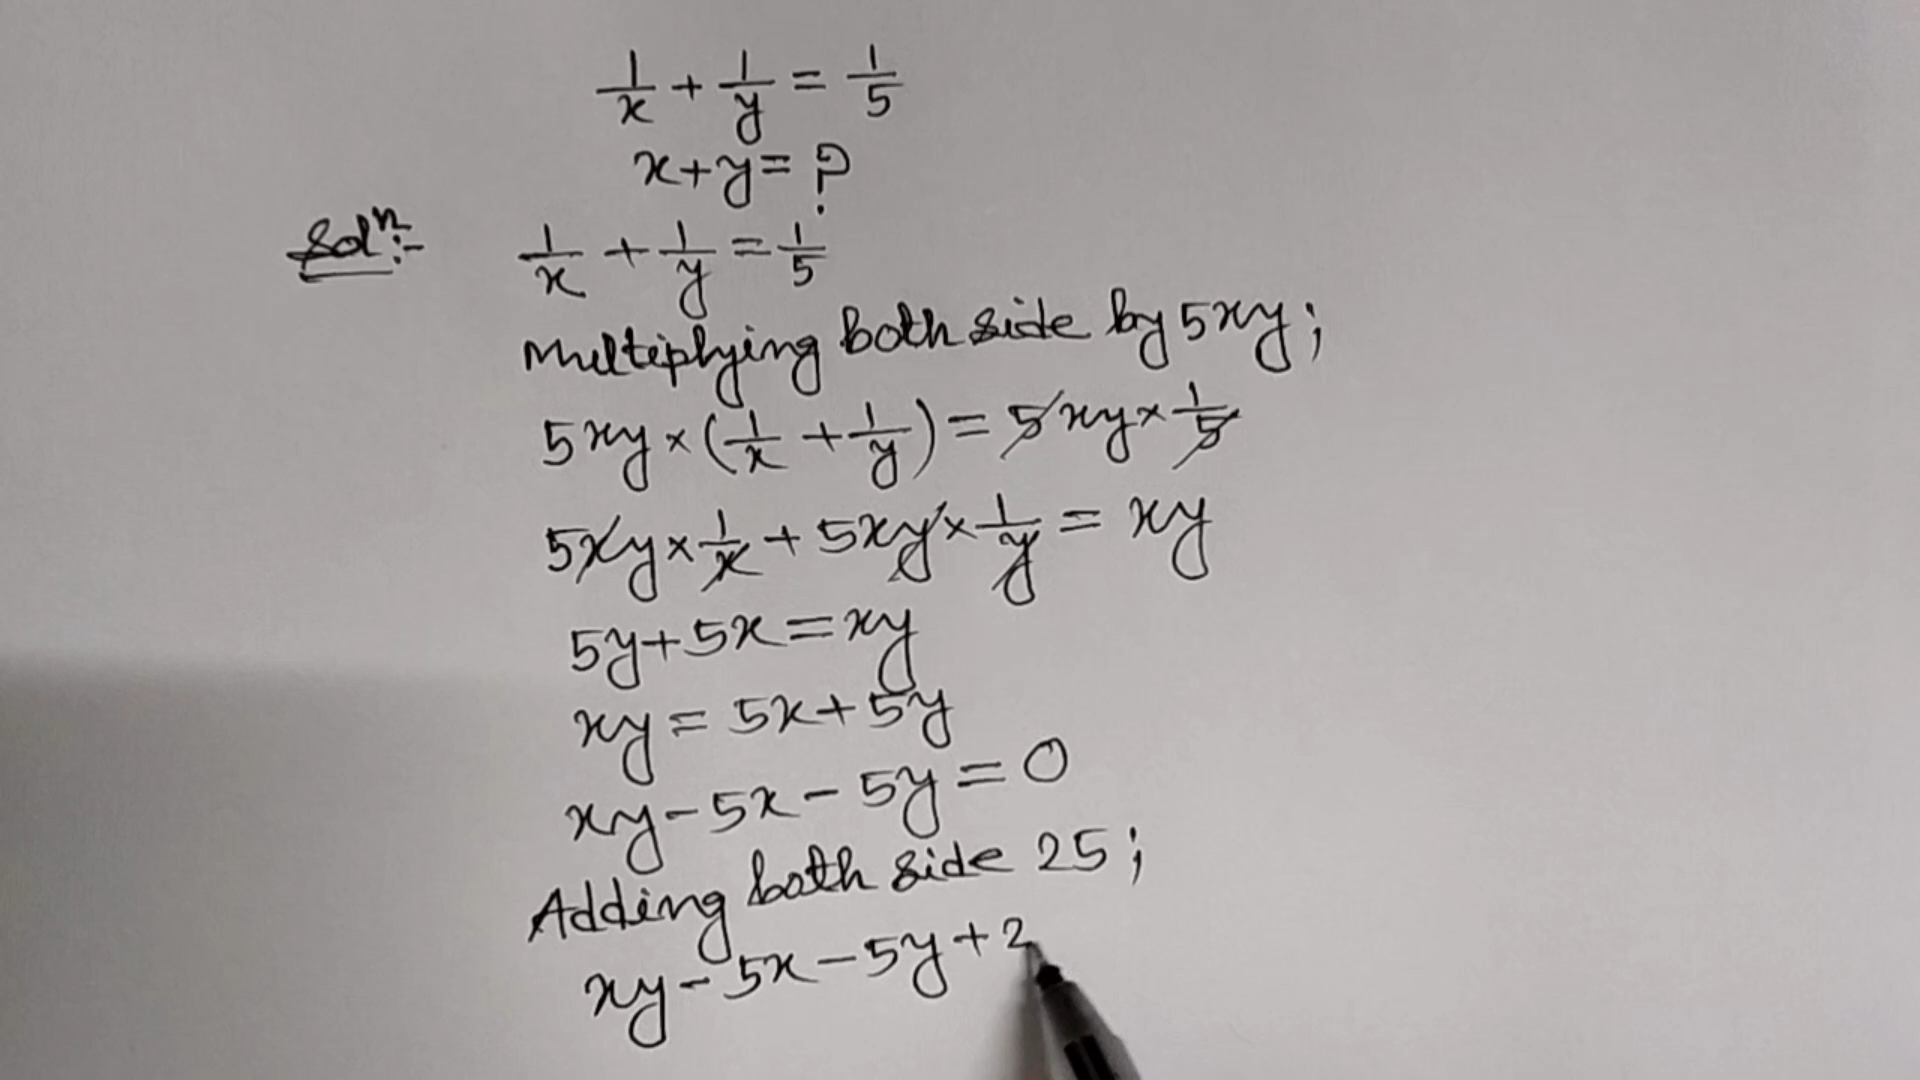 1/x + 1/y = 1/5
x+y= ?
Solⁿ:-
1/x + 1/y = 1/5
Multiplying both side by 5xy;
5xy × (1/x + 1/y) = 5xy × 1/5
5xy × 1/x + 5xy × 1/y = xy
5y+5x = xy
xy = 5x+5y
xy-5x-5y=0
Adding both side 25;
xy-5x-5y+2